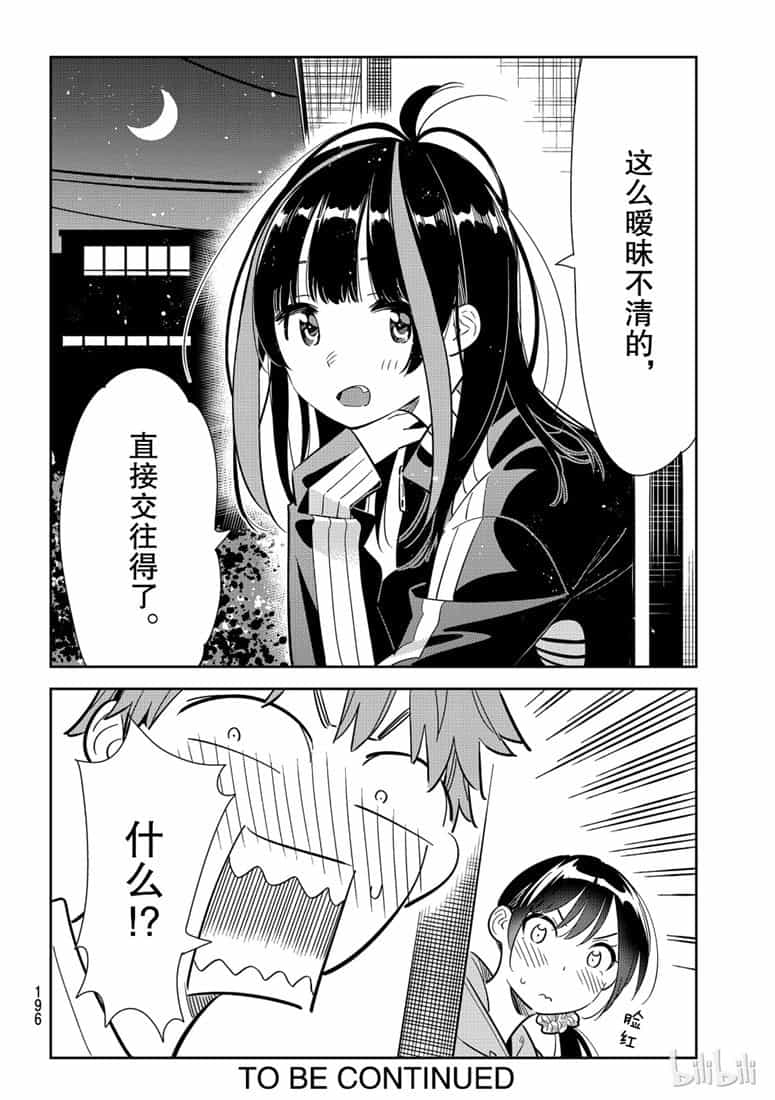 这么暧昧不清的，
直接交往得了。
什么!?
脸红
196
TO BE CONTINUED
bilibili